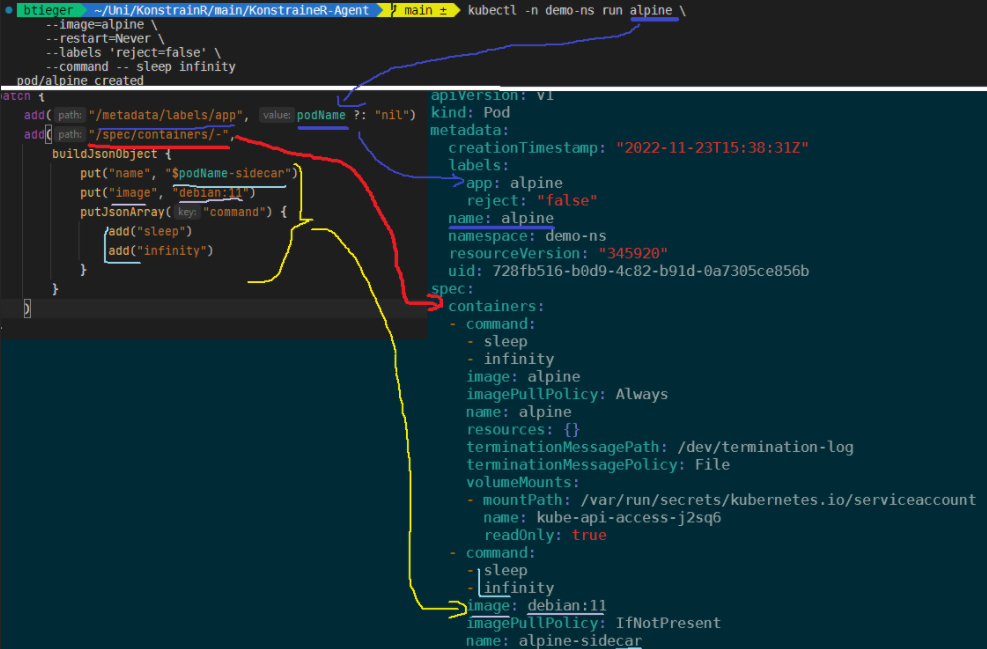 btieger ~/Uni/KonstrainR/main/KonstraineR-Agent main ± kubectl -n demo-ns run alpine \
--image=alpine \
--restart=Never \
--labels 'reject=false' \
--command -- sleep infinity
pod/alpine created
patch {
add( path: "/metadata/labels/app", value: podName ?: "nil")
add( path: "/spec/containers/-",
buildJsonObject {
put("name", "$podName-sidecar")
put("image", "debian:11")
putJsonArray( key: "command") {
add("sleep")
add("infinity")
}
}
)
apiVersion: v1
kind: Pod
metadata:
creationTimestamp: "2022-11-23T15:38:31Z"
labels:
app: alpine
reject: "false"
name: alpine
namespace: demo-ns
resourceVersion: "345920"
uid: 728fb516-b0d9-4c82-b91d-0a7305ce856b
spec:
containers:
- command:
- sleep
- infinity
image: alpine
imagePullPolicy: Always
name: alpine
resources: {}
terminationMessagePath: /dev/termination-log
terminationMessagePolicy: File
volumeMounts:
- mountPath: /var/run/secrets/kubernetes.io/serviceaccount
name: kube-api-access-j2sq6
readOnly: true
- command:
- sleep
- infinity
image: debian:11
imagePullPolicy: IfNotPresent
name: alpine-sidecar